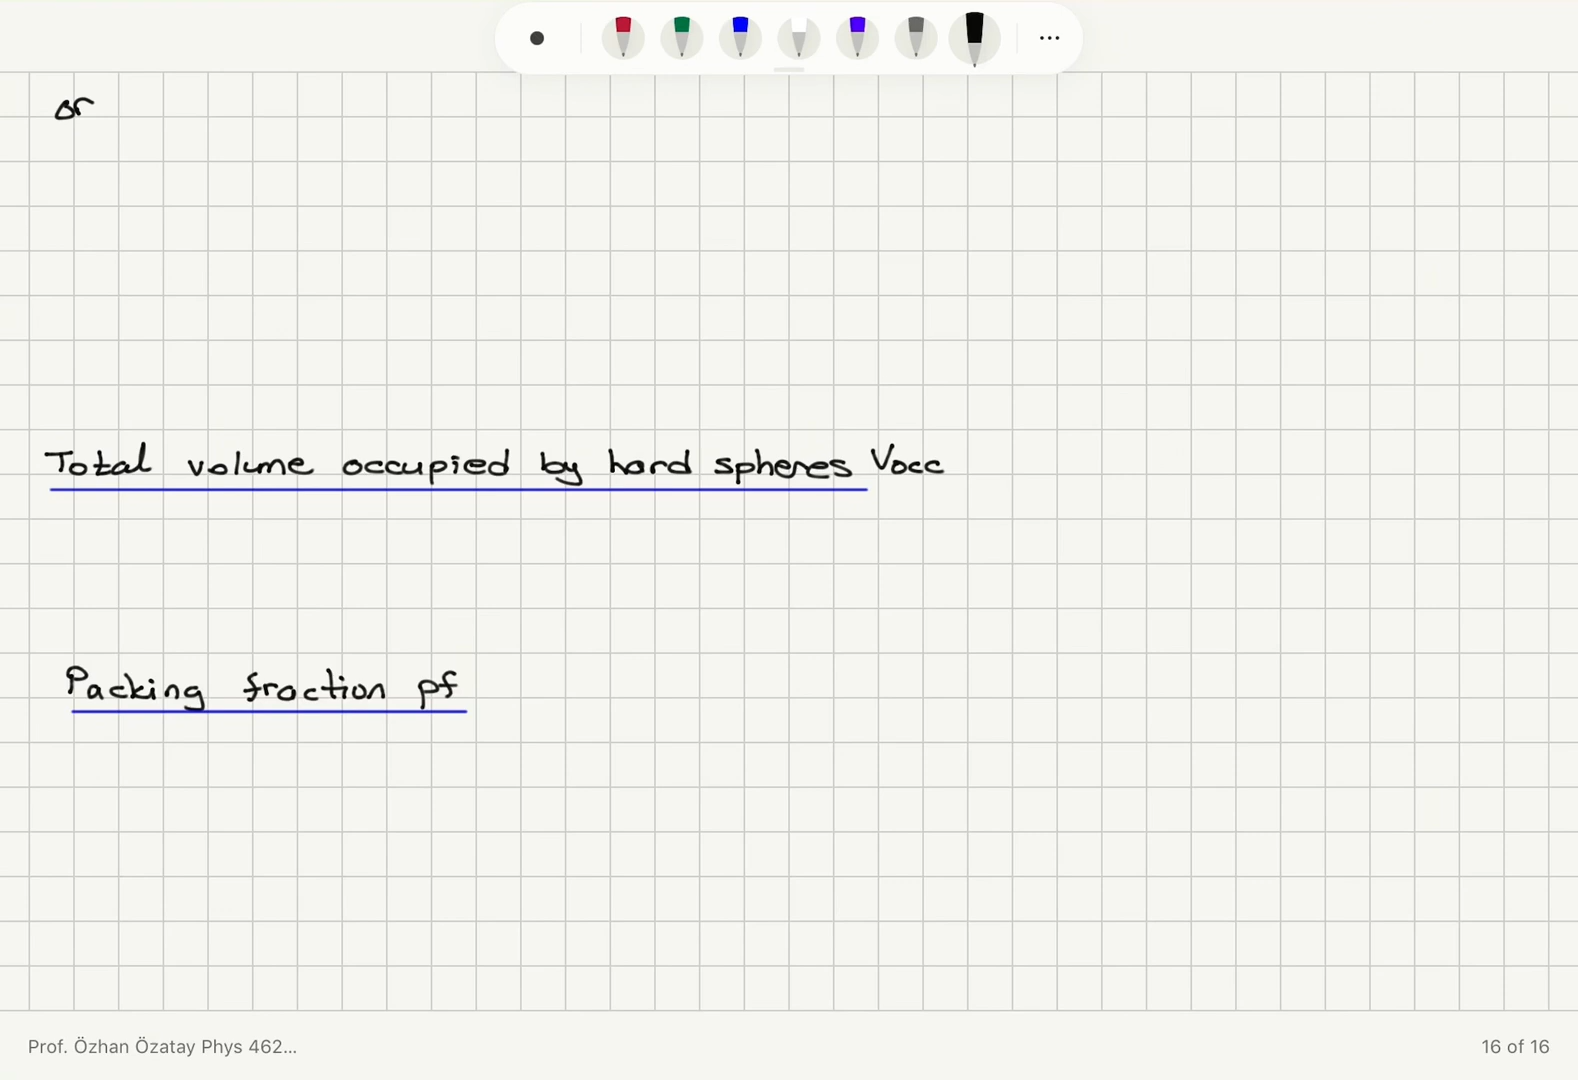 or
Total volume occupied by hard spheres Vocc
Packing fraction pf
Prof. Özhan Özatay Phys 462...
16 of 16